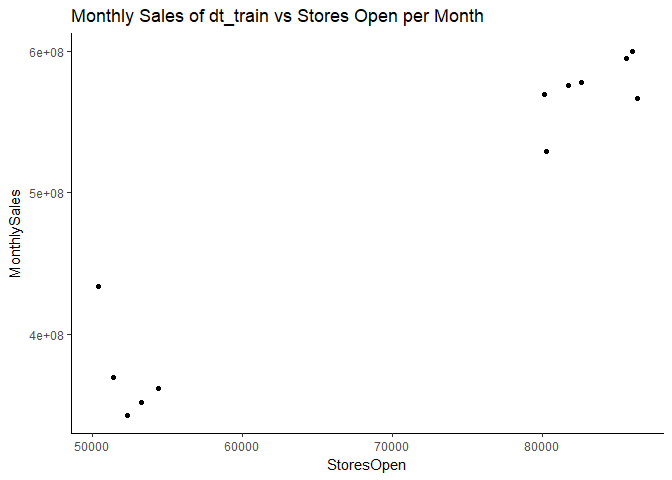 Monthly Sales of dt_train vs Stores Open per Month
6e+08
5e+08
4e+08
MonthlySales
50000 60000 70000 80000
StoresOpen